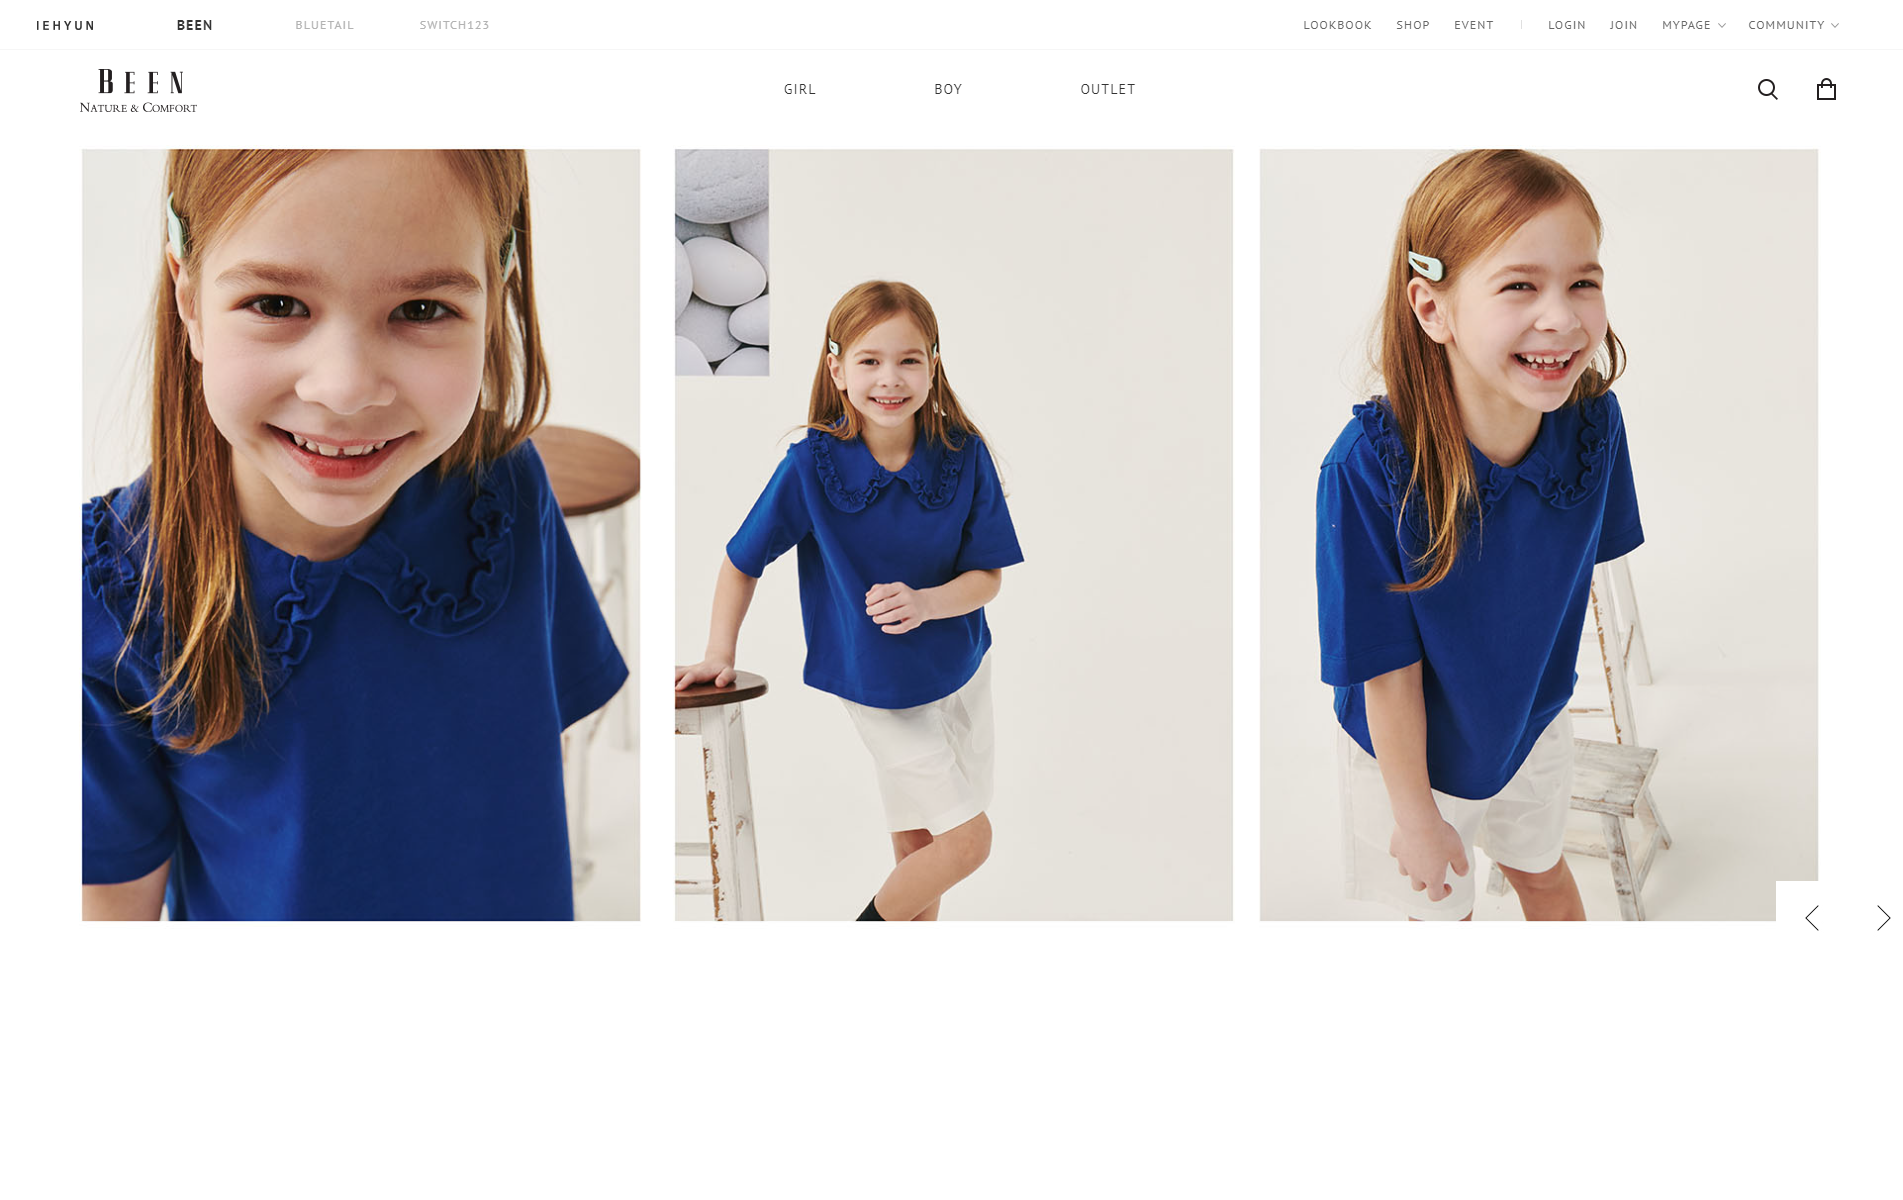 IEHYUN BEEN BLUETAIL SWITCH123 LOOKBOOK SHOP EVENT LOGIN JOIN MYPAGE COMMUNITY
BEEN
NATURE & COMFORT
GIRL BOY OUTLET